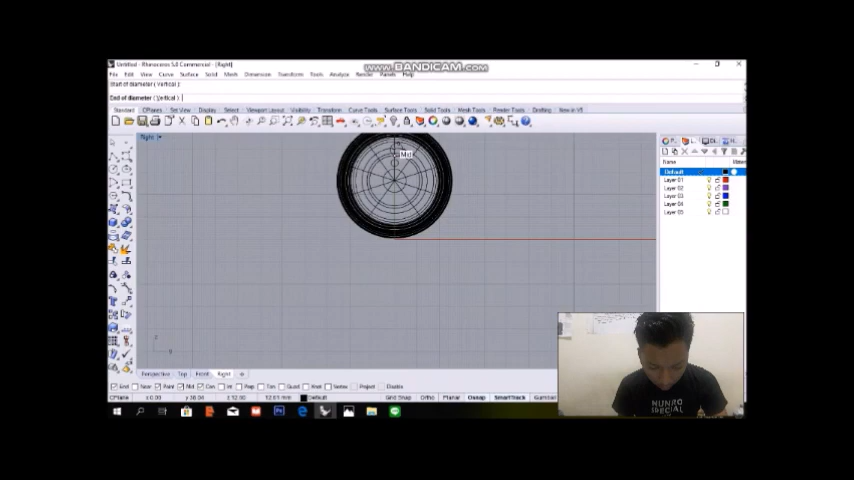 www.BANDICAM.com
Untitled - Rhinoceros 5.0 Commercial - [Right]
File Edit View Curve Surface Solid Mesh Dimension Transform Tools Analyze Render Panels Help
Start of diameter ( Vertical ):
End of diameter ( Vertical ):
Standard CPlanes Set View Display Select Viewport Layout Visibility Transform Curve Tools Surface Tools Solid Tools Mesh Tools Render Tools Drafting New in V5
Right
Mid
Name
Default
Layer 01
Layer 02
Layer 03
Layer 04
Layer 05
z
y
Perspective Top Front Right
End Near Point Mid Cen Int Perp Tan Quad Knot Vertex Project Disable
CPlane x 0.00 Default Grid Snap Ortho Planar Osnap SmartTrack Gumball
MUNRO
SPECIAL